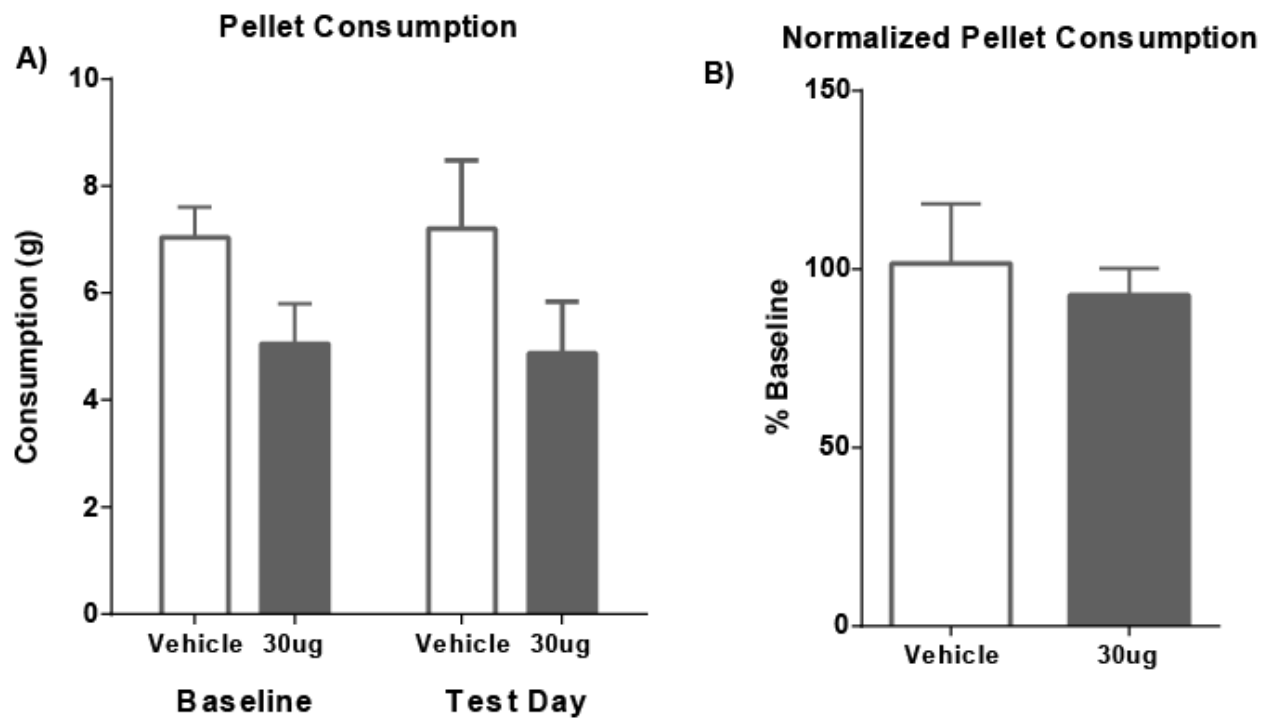 Pellet Consumption
A)
10
8
6
4
2
0
Consumption (g)
Vehicle 30ug Vehicle 30ug
Baseline Test Day
Normalized Pellet Consumption
B)
150
100
50
0
% Baseline
Vehicle 30ug